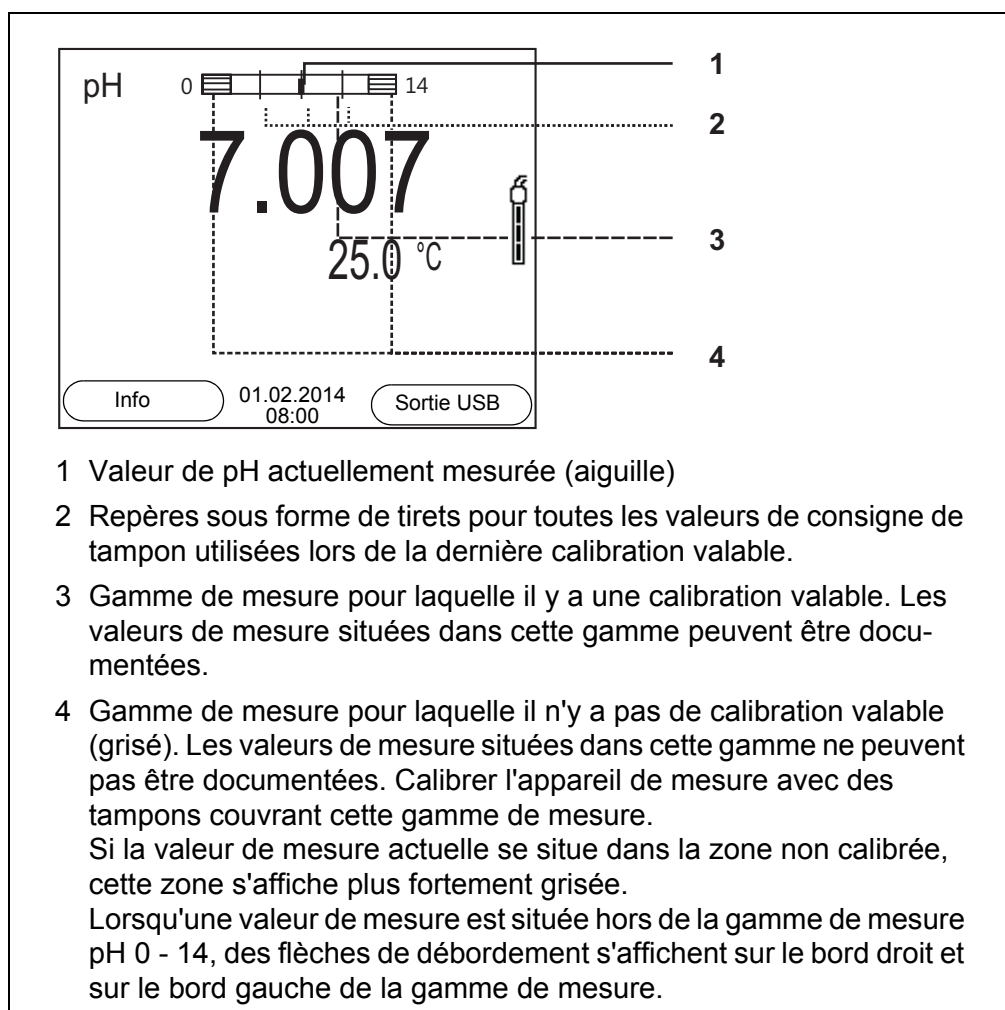 pH 0 14 1
7.007 2
25.0 °C 3
4
Info 01.02.2014 08:00 Sortie USB
1 Valeur de pH actuellement mesurée (aiguille)
2 Repères sous forme de tirets pour toutes les valeurs de consigne de
tampon utilisées lors de la dernière calibration valable.
3 Gamme de mesure pour laquelle il y a une calibration valable. Les
valeurs de mesure situées dans cette gamme peuvent être docu-
mentées.
4 Gamme de mesure pour laquelle il n'y a pas de calibration valable
(grisé). Les valeurs de mesure situées dans cette gamme ne peuvent
pas être documentées. Calibrer l'appareil de mesure avec des
tampons couvrant cette gamme de mesure.
Si la valeur de mesure actuelle se situe dans la zone non calibrée,
cette zone s'affiche plus fortement grisée.
Lorsqu'une valeur de mesure est située hors de la gamme de mesure
pH 0 - 14, des flèches de débordement s'affichent sur le bord droit et
sur le bord gauche de la gamme de mesure.